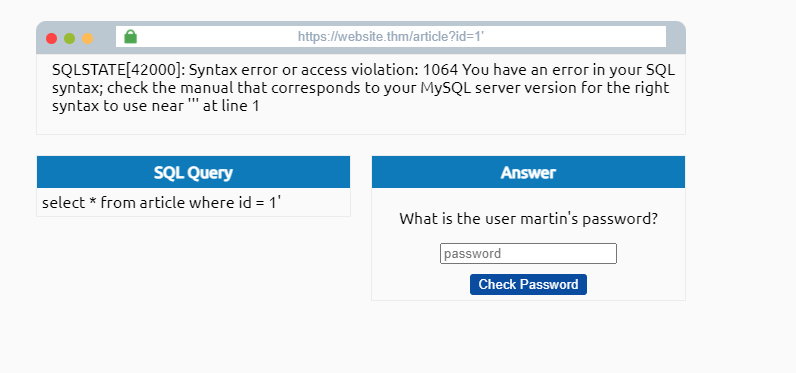 https://website.thm/article?id=1'
SQLSTATE[42000]: Syntax error or access violation: 1064 You have an error in your SQL
syntax; check the manual that corresponds to your MySQL server version for the right
syntax to use near ''' at line 1
SQL Query
select * from article where id = 1'
Answer
What is the user martin's password?
password
Check Password